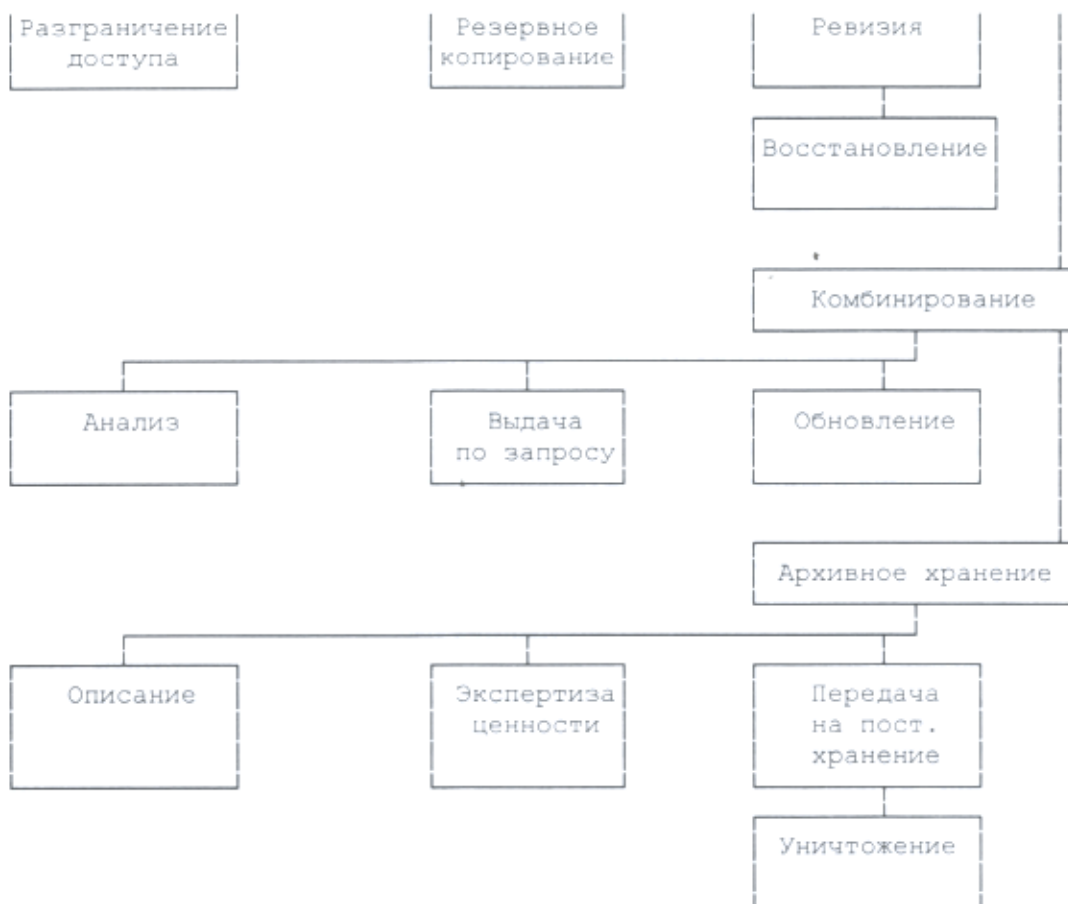 Разграничение
доступа
Резервное
копирование
Ревизия
Восстановление
Комбинирование
Анализ
Выдача
по запросу
Обновление
Архивное хранение
Описание
Экспертиза
ценности
Передача
на пост.
хранение
Уничтожение